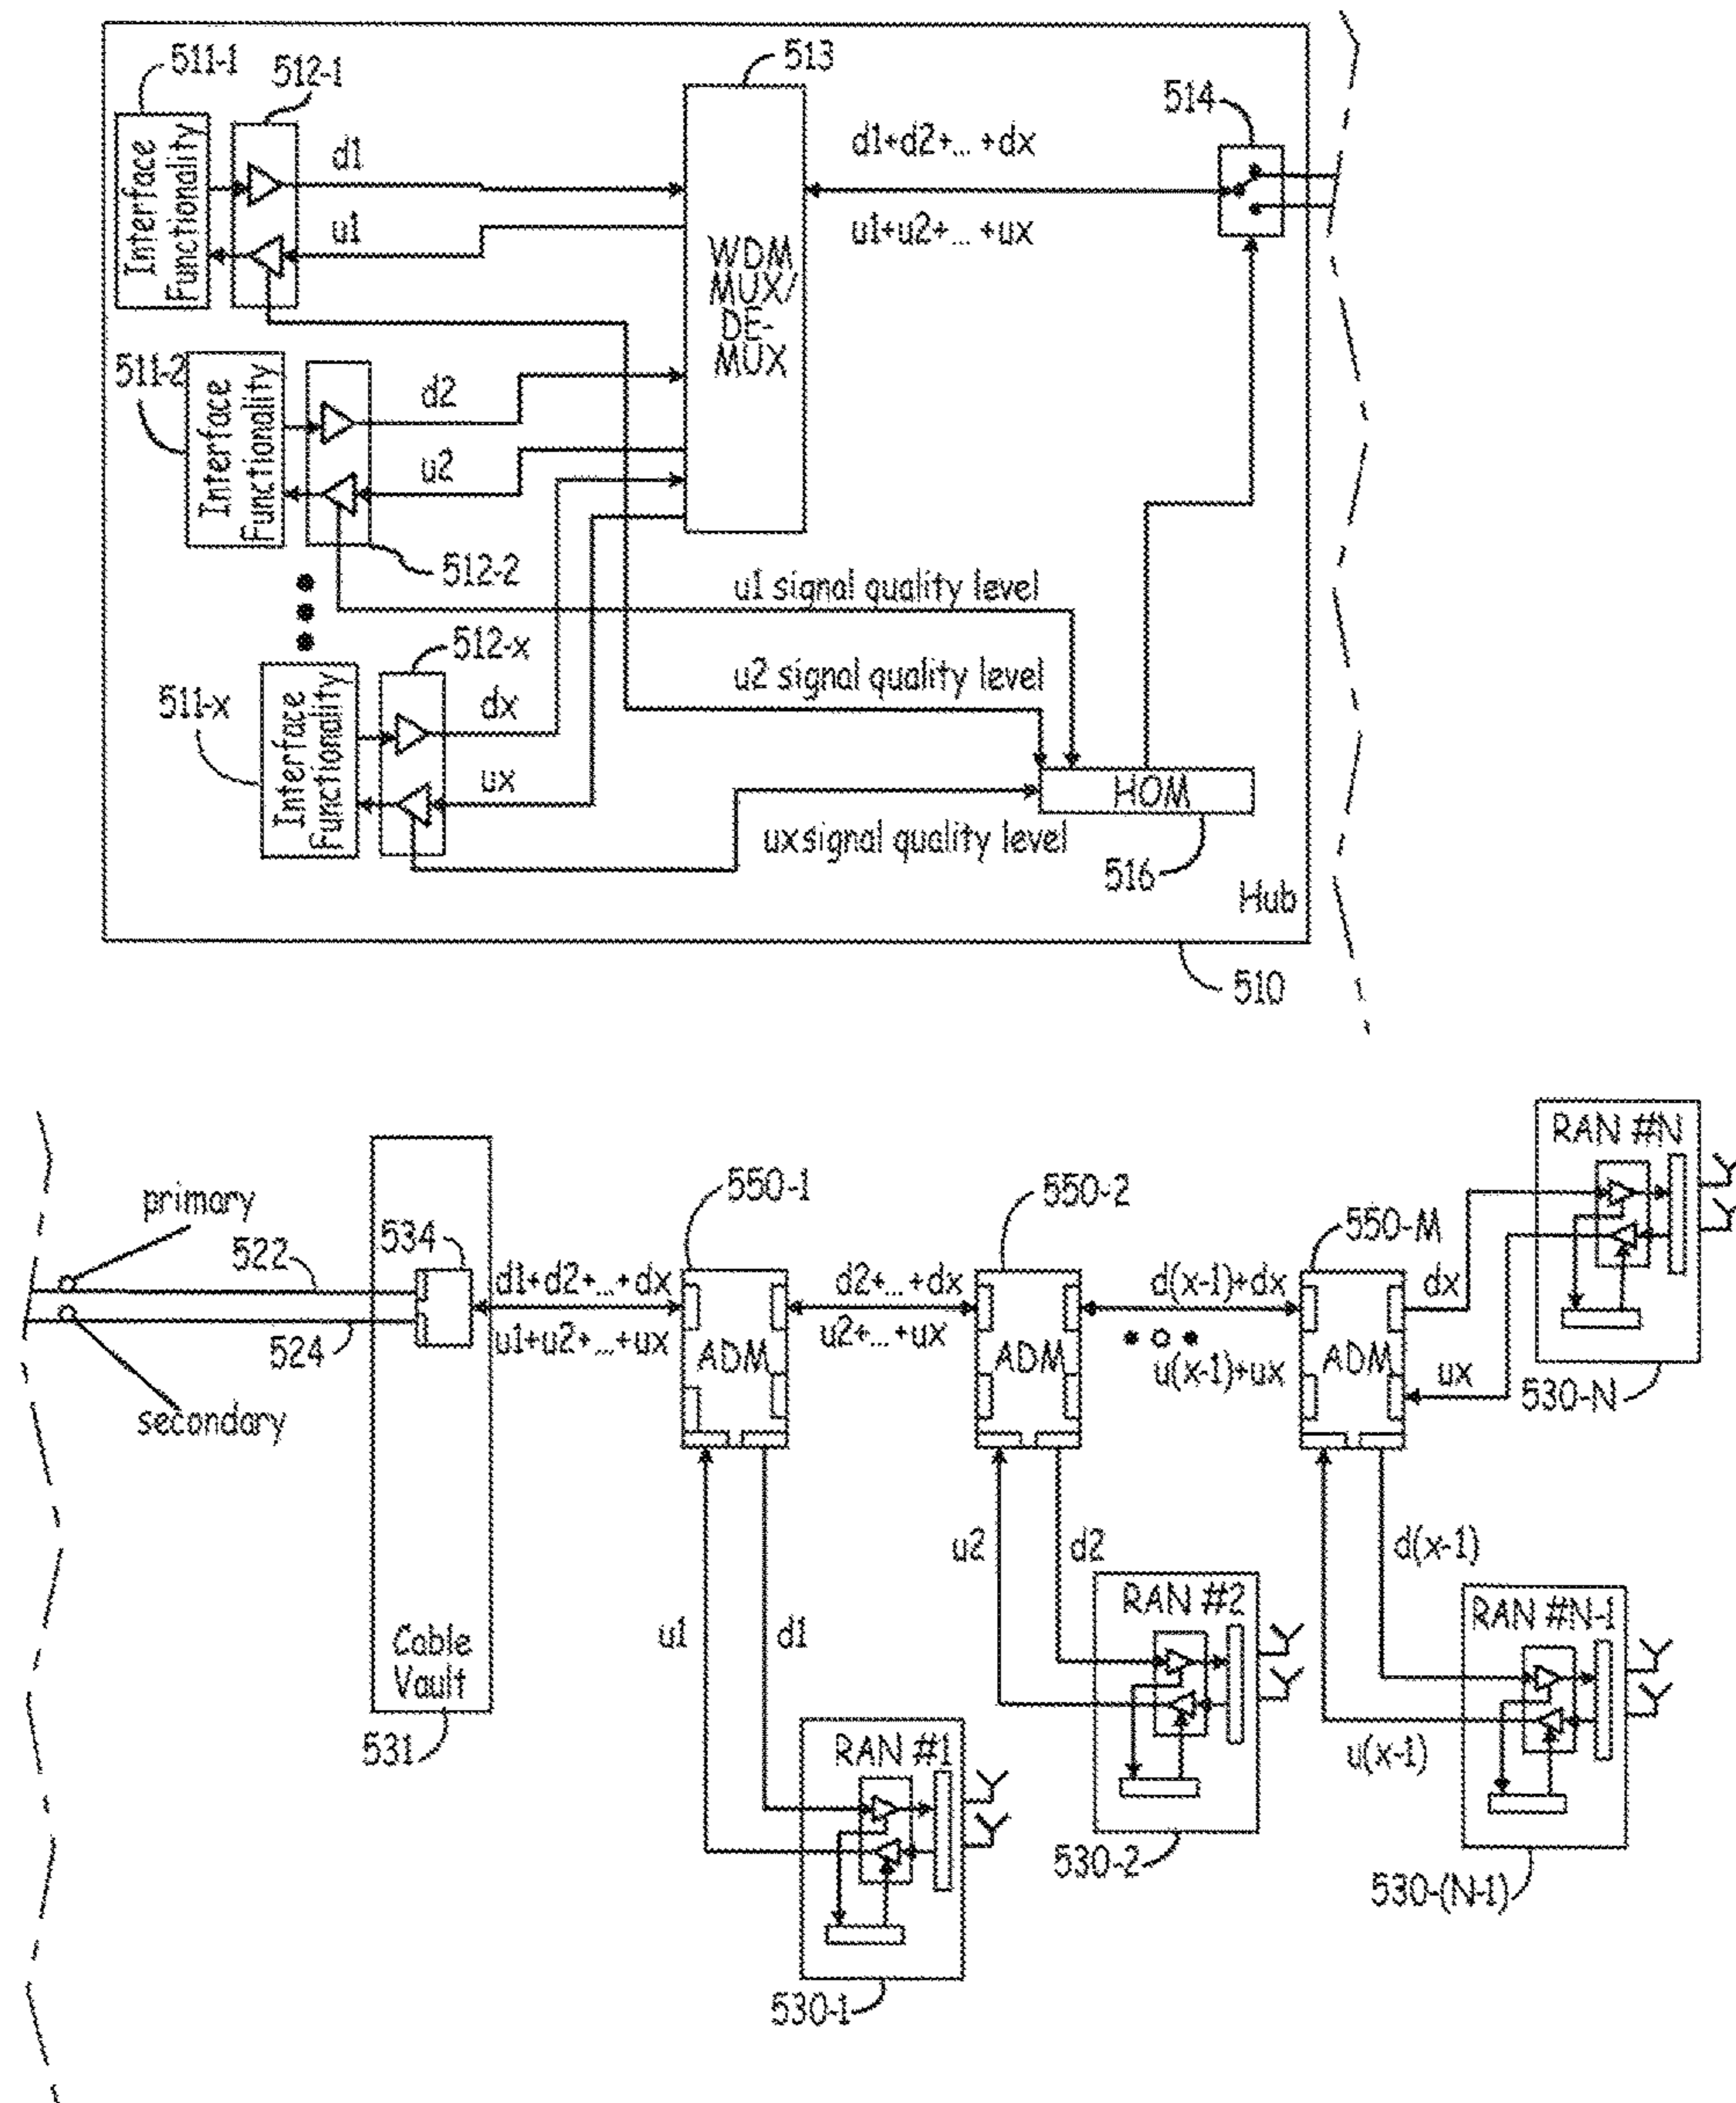 511-1
512-1
513
514
Interface
Functionality
d1
u1
d1+d2+... +dx
u1+u2+... +ux
WDM
MUX/
DE-
MUX
511-2
Interface
Functionality
d2
u2
512-2
u1 signal quality level
512-x
u2 signal quality level
511-x
Interface
Functionality
dx
ux
HOM
ux signal quality level
516
Hub
510
RAN #N
primary
522
534
550-1
550-2
550-M
d1+d2+...+dx
u1+u2+...+ux
d2+...+dx
u2+...+ux
d(x-1)+dx
u(x-1)+ux
dx
ux
ADM
ADM
ADM
524
secondary
530-N
u2
d2
d(x-1)
u1
d1
RAN #2
RAN #N-1
Cable
Vault
531
RAN #1
u(x-1)
530-2
530-(N-1)
530-1